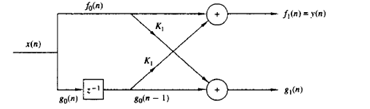 f₀(n)
K₁
+
f₁(n) = y(n)
x(n)
K₁
z⁻¹
g₀(n)
g₀(n − 1)
+
g₁(n)